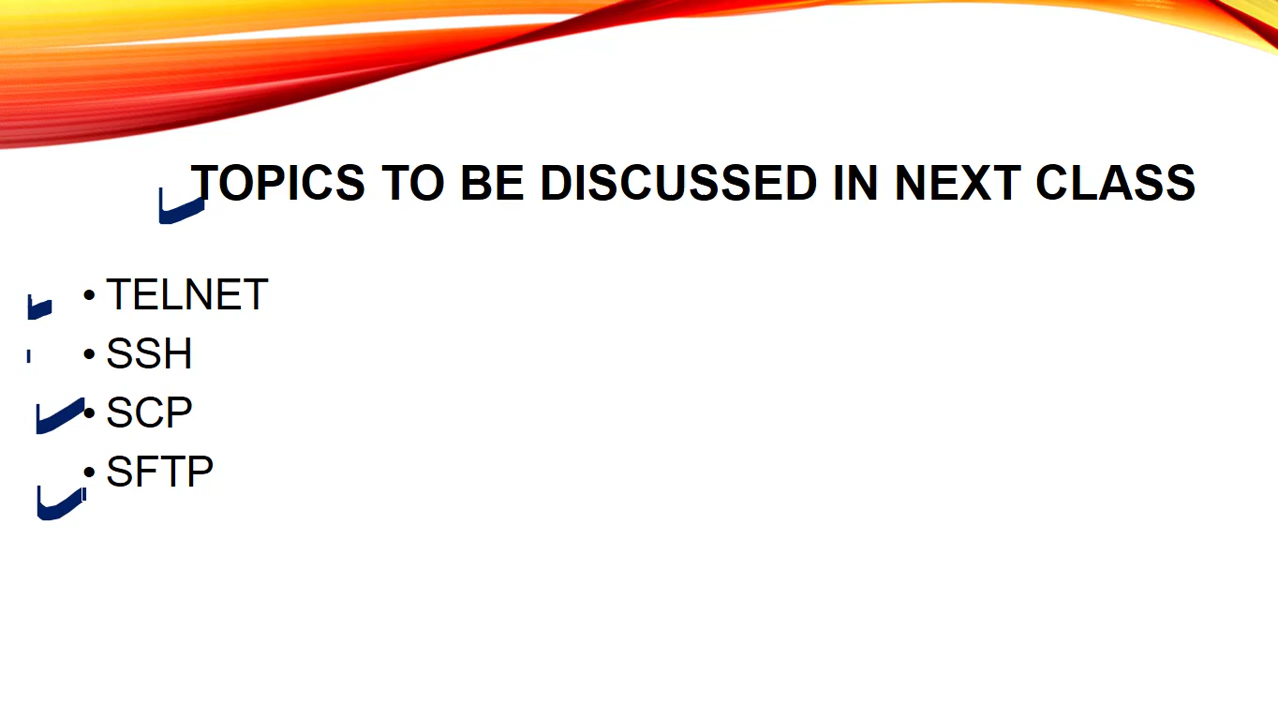 TOPICS TO BE DISCUSSED IN NEXT CLASS
• TELNET
• SSH
• SCP
• SFTP